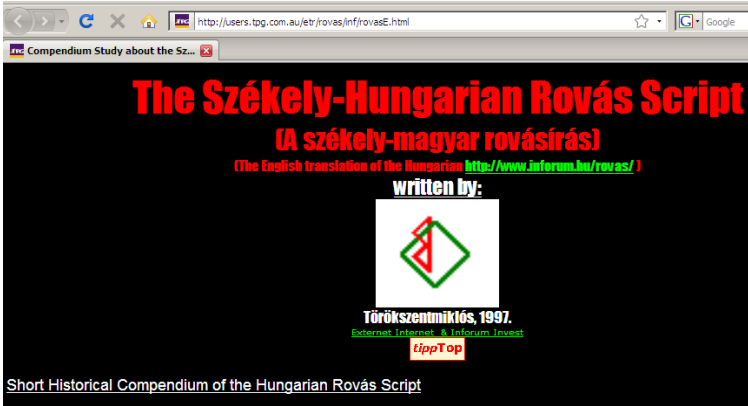 http://users.tpg.com.au/etr/rovas/inf/rovasE.html
Google
Compendium Study about the Sz...
The Székely-Hungarian Rovás Script
(A székely-magyar rovásírás)
(The English translation of the Hungarian http://www.inforum.hu/rovas/ )
written by:
Törökszentmiklós, 1997.
Externet Internet & Inforum Invest
tippTop
Short Historical Compendium of the Hungarian Rovás Script